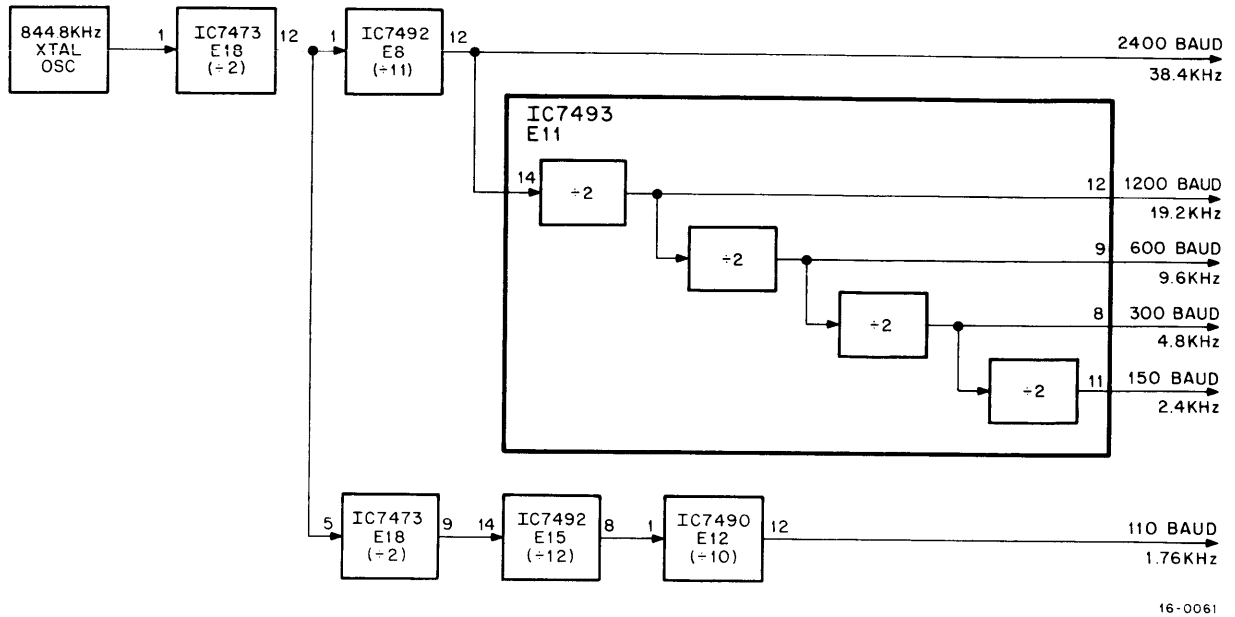 844.8KHz
XTAL
OSC
1
IC7473
E18
(÷2)
12
1
IC7492
E8
(÷11)
12
2400 BAUD
38.4KHz
IC7493
E11
14
÷2
12
1200 BAUD
19.2KHz
÷2
9
600 BAUD
9.6KHz
÷2
8
300 BAUD
4.8KHz
÷2
11
150 BAUD
2.4KHz
5
IC7473
E18
(÷2)
9
14
IC7492
E15
(÷12)
8
1
IC7490
E12
(÷10)
12
110 BAUD
1.76KHz
16-0061